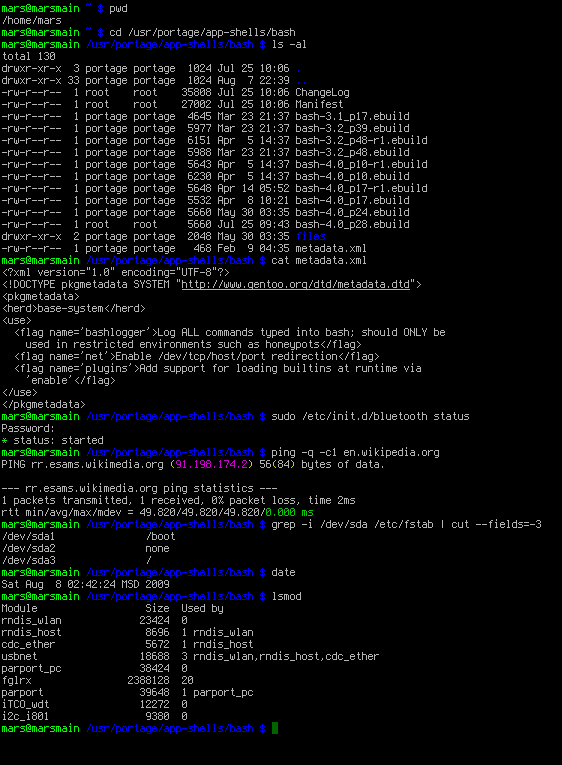 mars@marsmain ~ $ pwd
/home/mars
mars@marsmain ~ $ cd /usr/portage/app-shells/bash
mars@marsmain /usr/portage/app-shells/bash $ ls -al
total 130
drwxr-xr-x  3 portage portage  1024 Jul 25 10:06 .
drwxr-xr-x 33 portage portage  1024 Aug  7 22:39 ..
-rw-r--r--  1 root    root    35808 Jul 25 10:06 ChangeLog
-rw-r--r--  1 root    root    27002 Jul 25 10:06 Manifest
-rw-r--r--  1 portage portage  4645 Mar 23 21:37 bash-3.1_p17.ebuild
-rw-r--r--  1 portage portage  5977 Mar 23 21:37 bash-3.2_p39.ebuild
-rw-r--r--  1 portage portage  6151 Apr  5 14:37 bash-3.2_p48-r1.ebuild
-rw-r--r--  1 portage portage  5988 Mar 23 21:37 bash-3.2_p48.ebuild
-rw-r--r--  1 portage portage  5643 Apr  5 14:37 bash-4.0_p10-r1.ebuild
-rw-r--r--  1 portage portage  6230 Apr  5 14:37 bash-4.0_p10.ebuild
-rw-r--r--  1 portage portage  5648 Apr 14 05:52 bash-4.0_p17-r1.ebuild
-rw-r--r--  1 portage portage  5532 Apr  8 10:21 bash-4.0_p17.ebuild
-rw-r--r--  1 portage portage  5660 May 30 03:35 bash-4.0_p24.ebuild
-rw-r--r--  1 root    root     5660 Jul 25 09:43 bash-4.0_p28.ebuild
drwxr-xr-x  2 portage portage  2048 May 30 03:35 files
-rw-r--r--  1 portage portage   468 Feb  9 04:35 metadata.xml
mars@marsmain /usr/portage/app-shells/bash $ cat metadata.xml
<?xml version="1.0" encoding="UTF-8"?>
<!DOCTYPE pkgmetadata SYSTEM "http://www.gentoo.org/dtd/metadata.dtd">
<pkgmetadata>
<herd>base-system</herd>
<use>
  <flag name='bashlogger'>Log ALL commands typed into bash; should ONLY be
    used in restricted environments such as honeypots</flag>
  <flag name='net'>Enable /dev/tcp/host/port redirection</flag>
  <flag name='plugins'>Add support for loading builtins at runtime via
    'enable'</flag>
</use>
</pkgmetadata>
mars@marsmain /usr/portage/app-shells/bash $ sudo /etc/init.d/bluetooth status
Password:
* status: started
mars@marsmain /usr/portage/app-shells/bash $ ping -q -c1 en.wikipedia.org
PING rr.esams.wikimedia.org (91.198.174.2) 56(84) bytes of data.

--- rr.esams.wikimedia.org ping statistics ---
1 packets transmitted, 1 received, 0% packet loss, time 2ms
rtt min/avg/max/mdev = 49.820/49.820/49.820/0.000 ms
mars@marsmain /usr/portage/app-shells/bash $ grep -i /dev/sda /etc/fstab | cut --fields=-3
/dev/sda1               /boot
/dev/sda2               none
/dev/sda3               /
mars@marsmain /usr/portage/app-shells/bash $ date
Sat Aug  8 02:42:24 MSD 2009
mars@marsmain /usr/portage/app-shells/bash $ lsmod
Module                  Size  Used by
rndis_wlan             23424  0
rndis_host              8696  1 rndis_wlan
cdc_ether               5672  1 rndis_host
usbnet                 18688  3 rndis_wlan,rndis_host,cdc_ether
parport_pc             38424  0
fglrx                2388128  20
parport                39648  1 parport_pc
iTCO_wdt               12272  0
i2c_i801                9380  0
mars@marsmain /usr/portage/app-shells/bash $